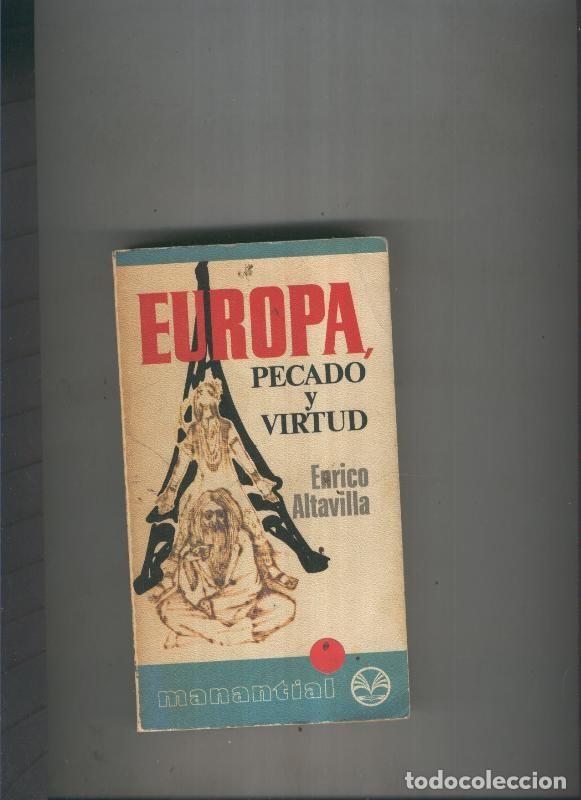 EUROPA,
PECADO
y
VIRTUD
Enrico
Altavilla
manantial
todocoleccion